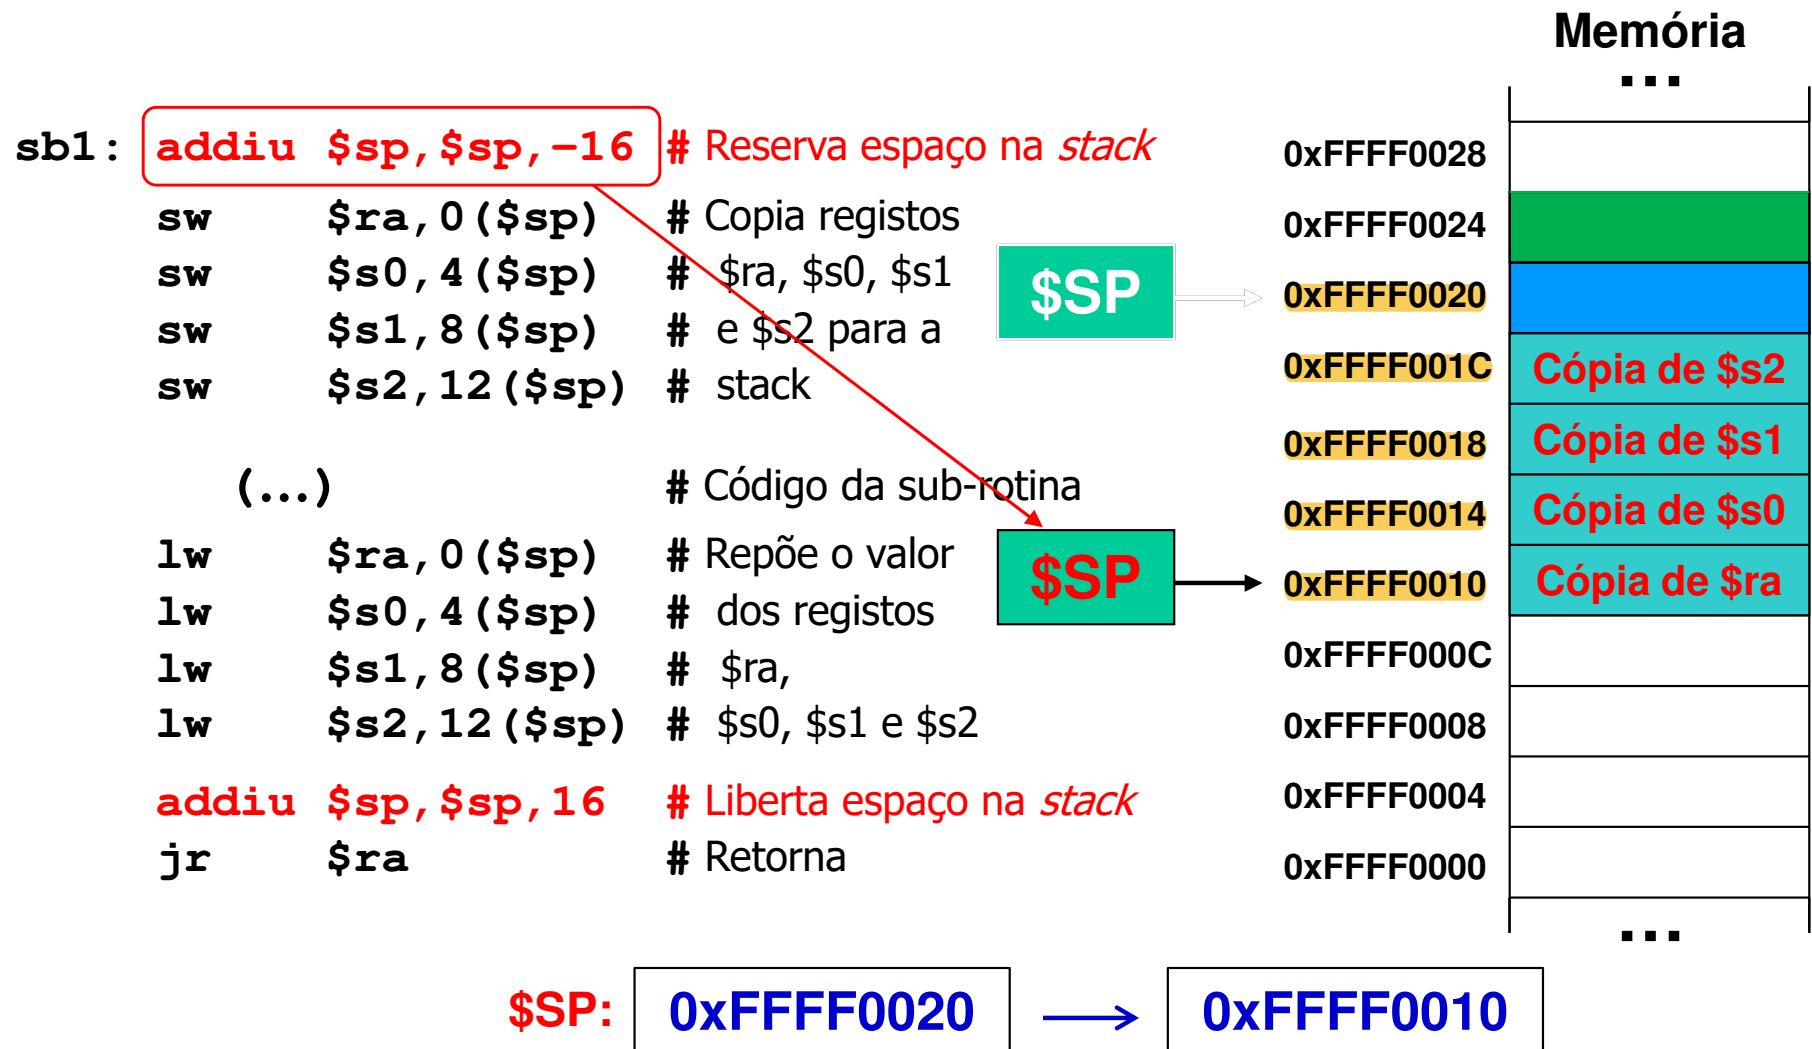 Memória
...
sb1: addiu $sp,$sp,-16 # Reserva espaço na stack
0xFFFF0028
sw $ra,0($sp) # Copia registos
0xFFFF0024
sw $s0,4($sp) # $ra, $s0, $s1
$SP
0xFFFF0020
sw $s1,8($sp) # e $s2 para a
sw $s2,12($sp) # stack
0xFFFF001C Cópia de $s2
0xFFFF0018 Cópia de $s1
(...) # Código da sub-rotina
0xFFFF0014 Cópia de $s0
lw $ra,0($sp) # Repõe o valor
$SP
0xFFFF0010 Cópia de $ra
lw $s0,4($sp) # dos registos
lw $s1,8($sp) # $ra,
0xFFFF000C
lw $s2,12($sp) # $s0, $s1 e $s2
0xFFFF0008
addiu $sp,$sp,16 # Liberta espaço na stack
0xFFFF0004
jr $ra # Retorna
0xFFFF0000
...
$SP: 0xFFFF0020 → 0xFFFF0010